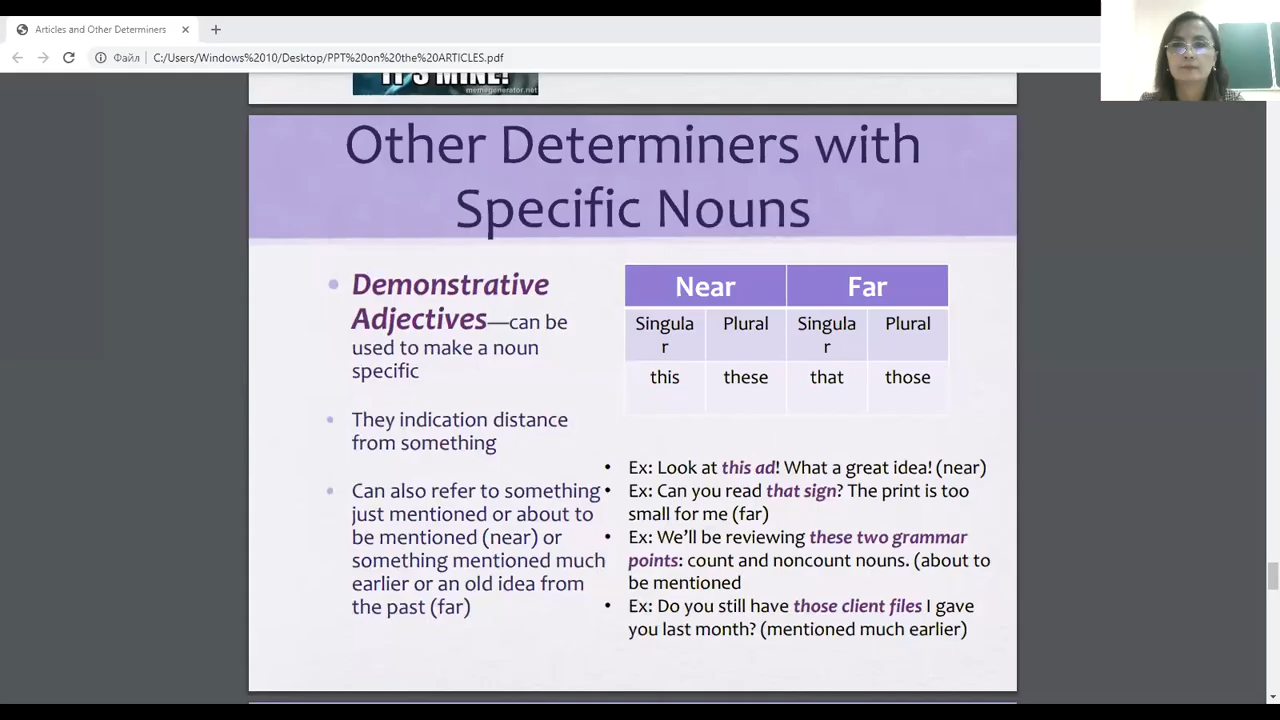 Articles and Other Determiners
Файл
C:/Users/Windows%2010/Desktop/PPT%20on%20the%20ARTICLES.pdf
IT'S MINE!
memegenerator.net
Other Determiners with
Specific Nouns
• Demonstrative
Adjectives—can be
used to make a noun
specific
• They indication distance
from something
• Can also refer to something
just mentioned or about to
be mentioned (near) or
something mentioned much
earlier or an old idea from
the past (far)
Near Far
Singula Plural Singula Plural
r r
this these that those
• Ex: Look at this ad! What a great idea! (near)
• Ex: Can you read that sign? The print is too
small for me (far)
• Ex: We'll be reviewing these two grammar
points: count and noncount nouns. (about to
be mentioned
• Ex: Do you still have those client files I gave
you last month? (mentioned much earlier)